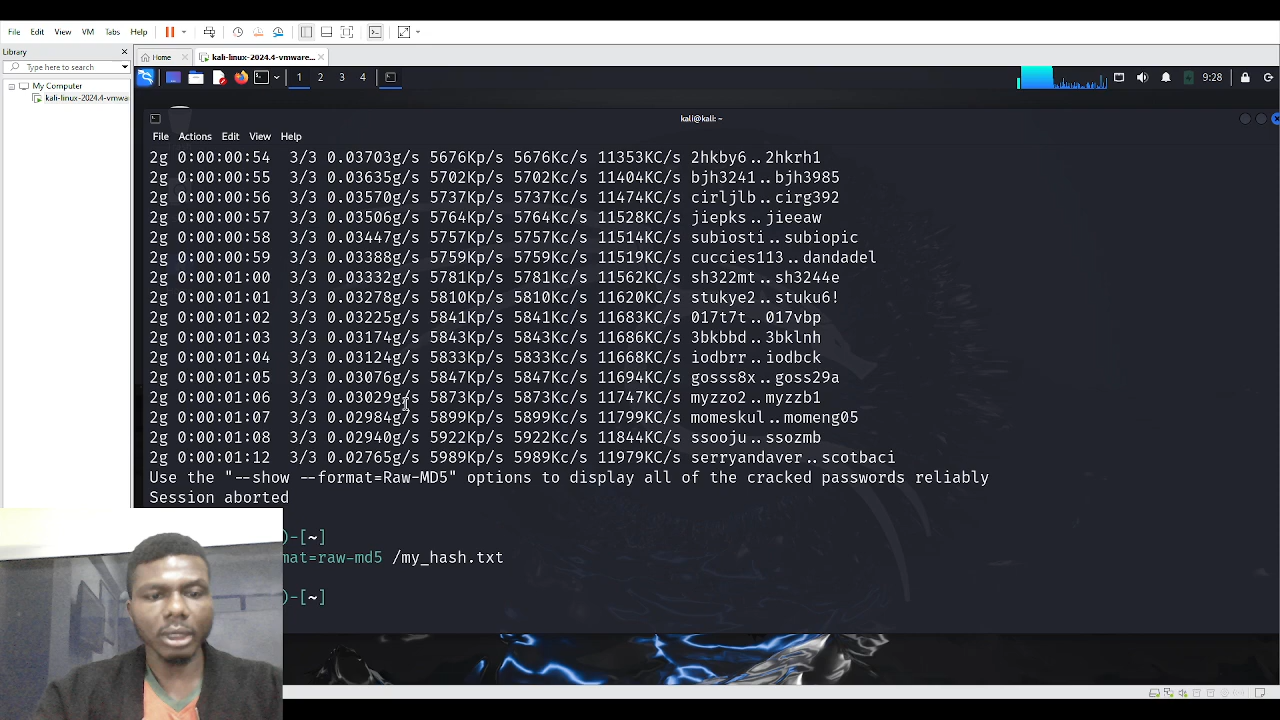 File Edit View VM Tabs Help
Library
Type here to search
My Computer
kali-linux-2024.4-vmwa
Home
kali-linux-2024.4-vmware...
1 2 3 4
9:28
kali@kali: ~
File Actions Edit View Help
2g 0:00:00:54 3/3 0.03703g/s 5676Kp/s 5676Kc/s 11353KC/s 2hkby6..2hkrh1
2g 0:00:00:55 3/3 0.03635g/s 5702Kp/s 5702Kc/s 11404KC/s bjh3241..bjh3985
2g 0:00:00:56 3/3 0.03570g/s 5737Kp/s 5737Kc/s 11474KC/s cirljlb..cirg392
2g 0:00:00:57 3/3 0.03506g/s 5764Kp/s 5764Kc/s 11528KC/s jiepks..jieeaw
2g 0:00:00:58 3/3 0.03447g/s 5757Kp/s 5757Kc/s 11514KC/s subiosti..subiopic
2g 0:00:00:59 3/3 0.03388g/s 5759Kp/s 5759Kc/s 11519KC/s cuccies113..dandadel
2g 0:00:01:00 3/3 0.03332g/s 5781Kp/s 5781Kc/s 11562KC/s sh322mt..sh3244e
2g 0:00:01:01 3/3 0.03278g/s 5810Kp/s 5810Kc/s 11620KC/s stukye2..stuku6!
2g 0:00:01:02 3/3 0.03225g/s 5841Kp/s 5841Kc/s 11683KC/s 017t7t..017vbp
2g 0:00:01:03 3/3 0.03174g/s 5843Kp/s 5843Kc/s 11686KC/s 3bkbbd..3bklnh
2g 0:00:01:04 3/3 0.03124g/s 5833Kp/s 5833Kc/s 11668KC/s iodbrr..iodbck
2g 0:00:01:05 3/3 0.03076g/s 5847Kp/s 5847Kc/s 11694KC/s gosss8x..goss29a
2g 0:00:01:06 3/3 0.03029g/s 5873Kp/s 5873Kc/s 11747KC/s myzzo2..myzzb1
2g 0:00:01:07 3/3 0.02984g/s 5899Kp/s 5899Kc/s 11799KC/s momeskul..momeng05
2g 0:00:01:08 3/3 0.02940g/s 5922Kp/s 5922Kc/s 11844KC/s ssooju..ssozmb
2g 0:00:01:12 3/3 0.02765g/s 5989Kp/s 5989Kc/s 11979KC/s serryandaver..scotbaci
Use the "--show --format=Raw-MD5" options to display all of the cracked passwords reliably
Session aborted
)-[~]
mat=raw-md5 /my_hash.txt
)-[~]